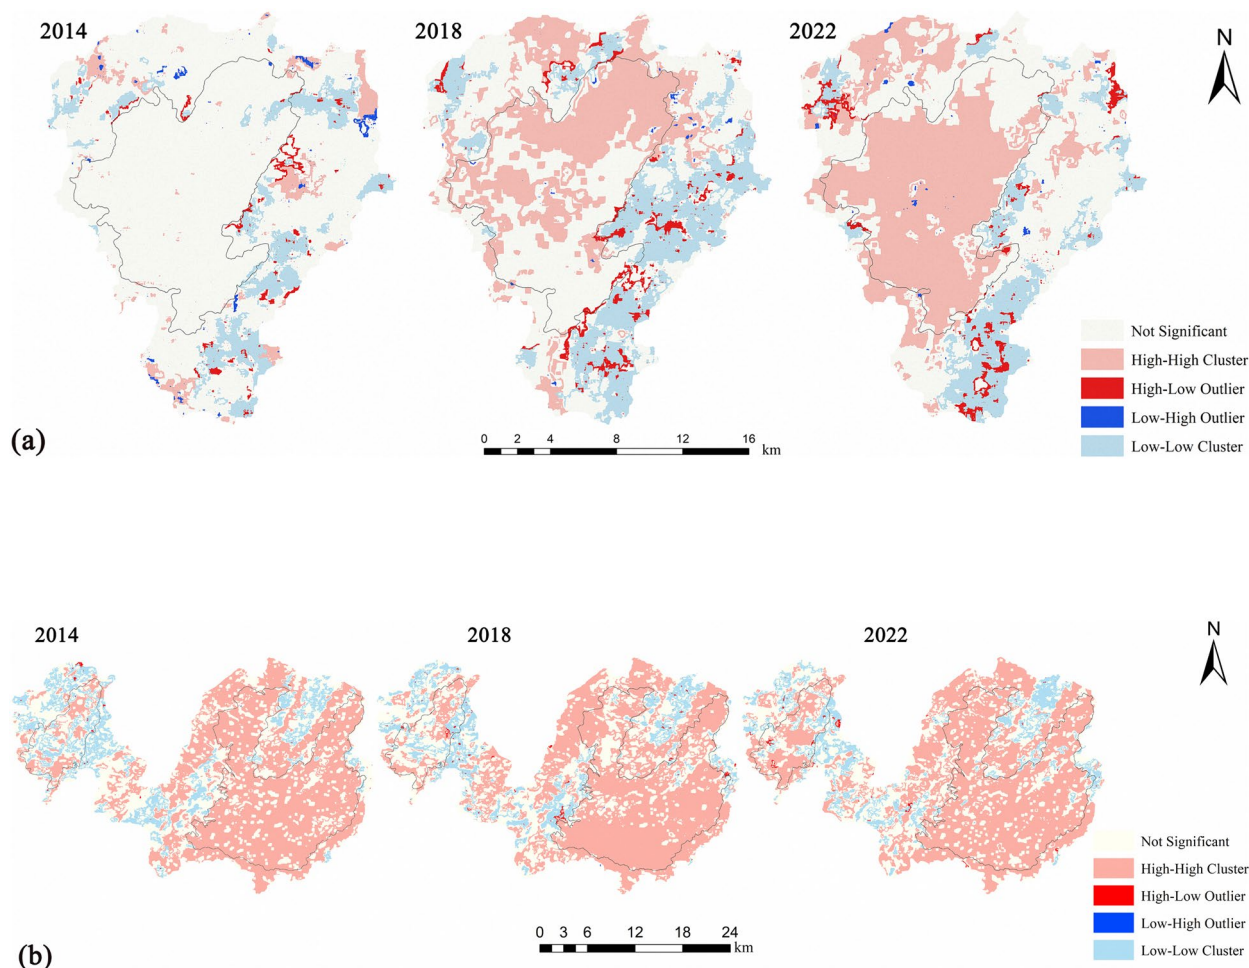 2014 2018 2022
N
Not Significant
High-High Cluster
High-Low Outlier
Low-High Outlier
Low-Low Cluster
(a)
0 2 4 8 12 16
km
2014 2018 2022
N
Not Significant
High-High Cluster
High-Low Outlier
Low-High Outlier
Low-Low Cluster
0 3 6 12 18 24
km
(b)